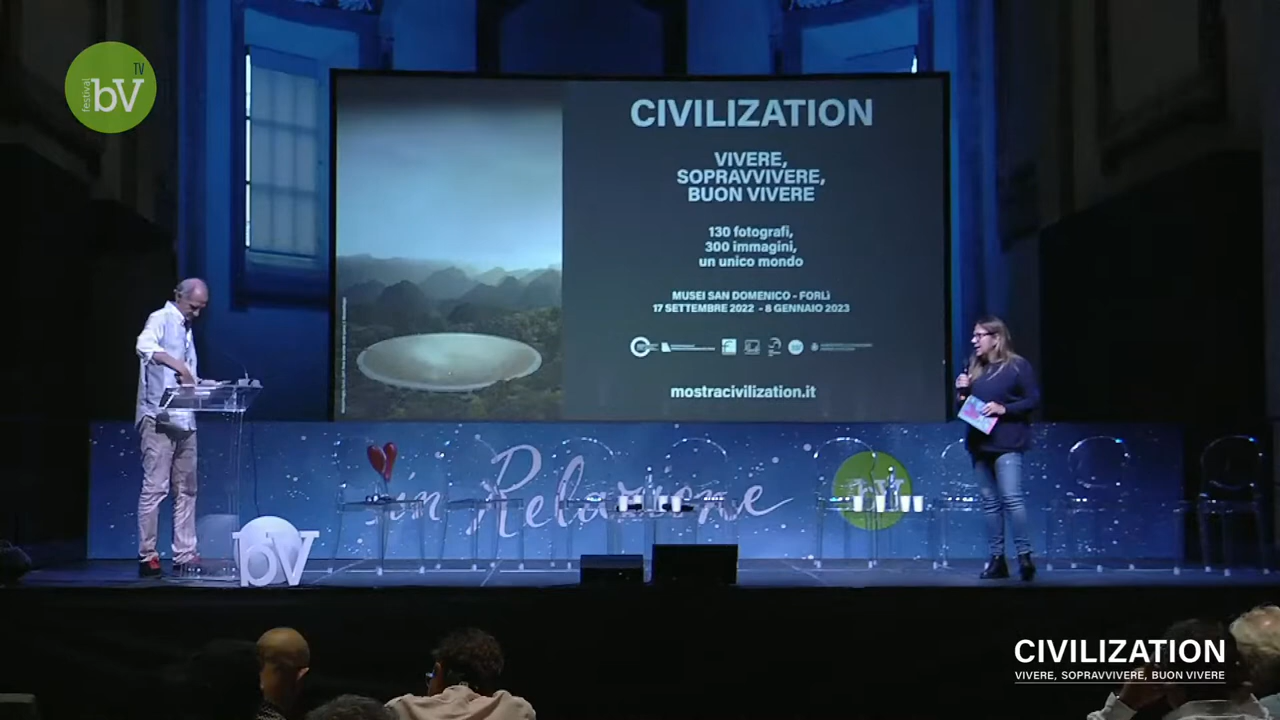 festival
bV
TV
CIVILIZATION
VIVERE,
SOPRAVVIVERE,
BUON VIVERE
130 fotografi,
300 immagini,
un unico mondo
MUSEI SAN DOMENICO - FORLÌ
17 SETTEMBRE 2022 - 8 GENNAIO 2023
mostracivilization.it
in Relazione
bV
bV
CIVILIZATION
VIVERE, SOPRAVVIVERE, BUON VIVERE